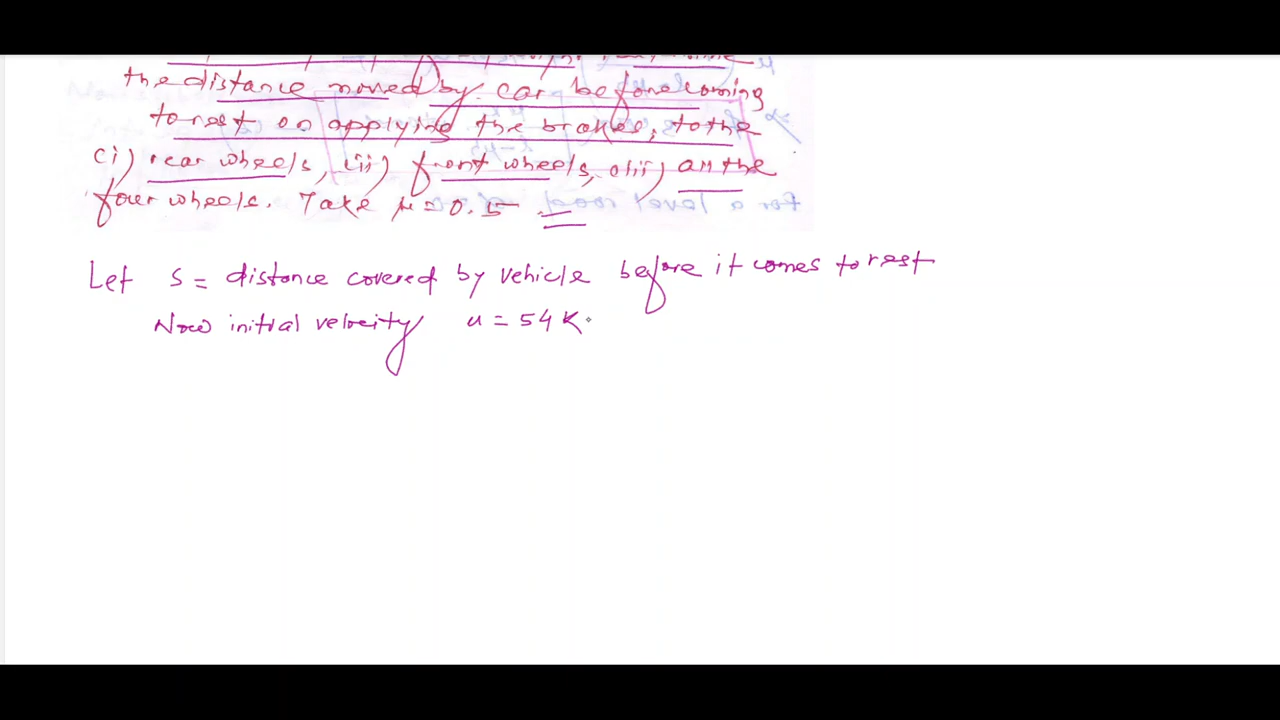 the distance moved by car before coming
to rest on applying the brakes, to the
(i) rear wheels, (ii) front wheels, (iii) all the
four wheels. Take μ = 0.5
Let s = distance covered by vehicle before it comes to rest
Now initial velocity u = 54 K